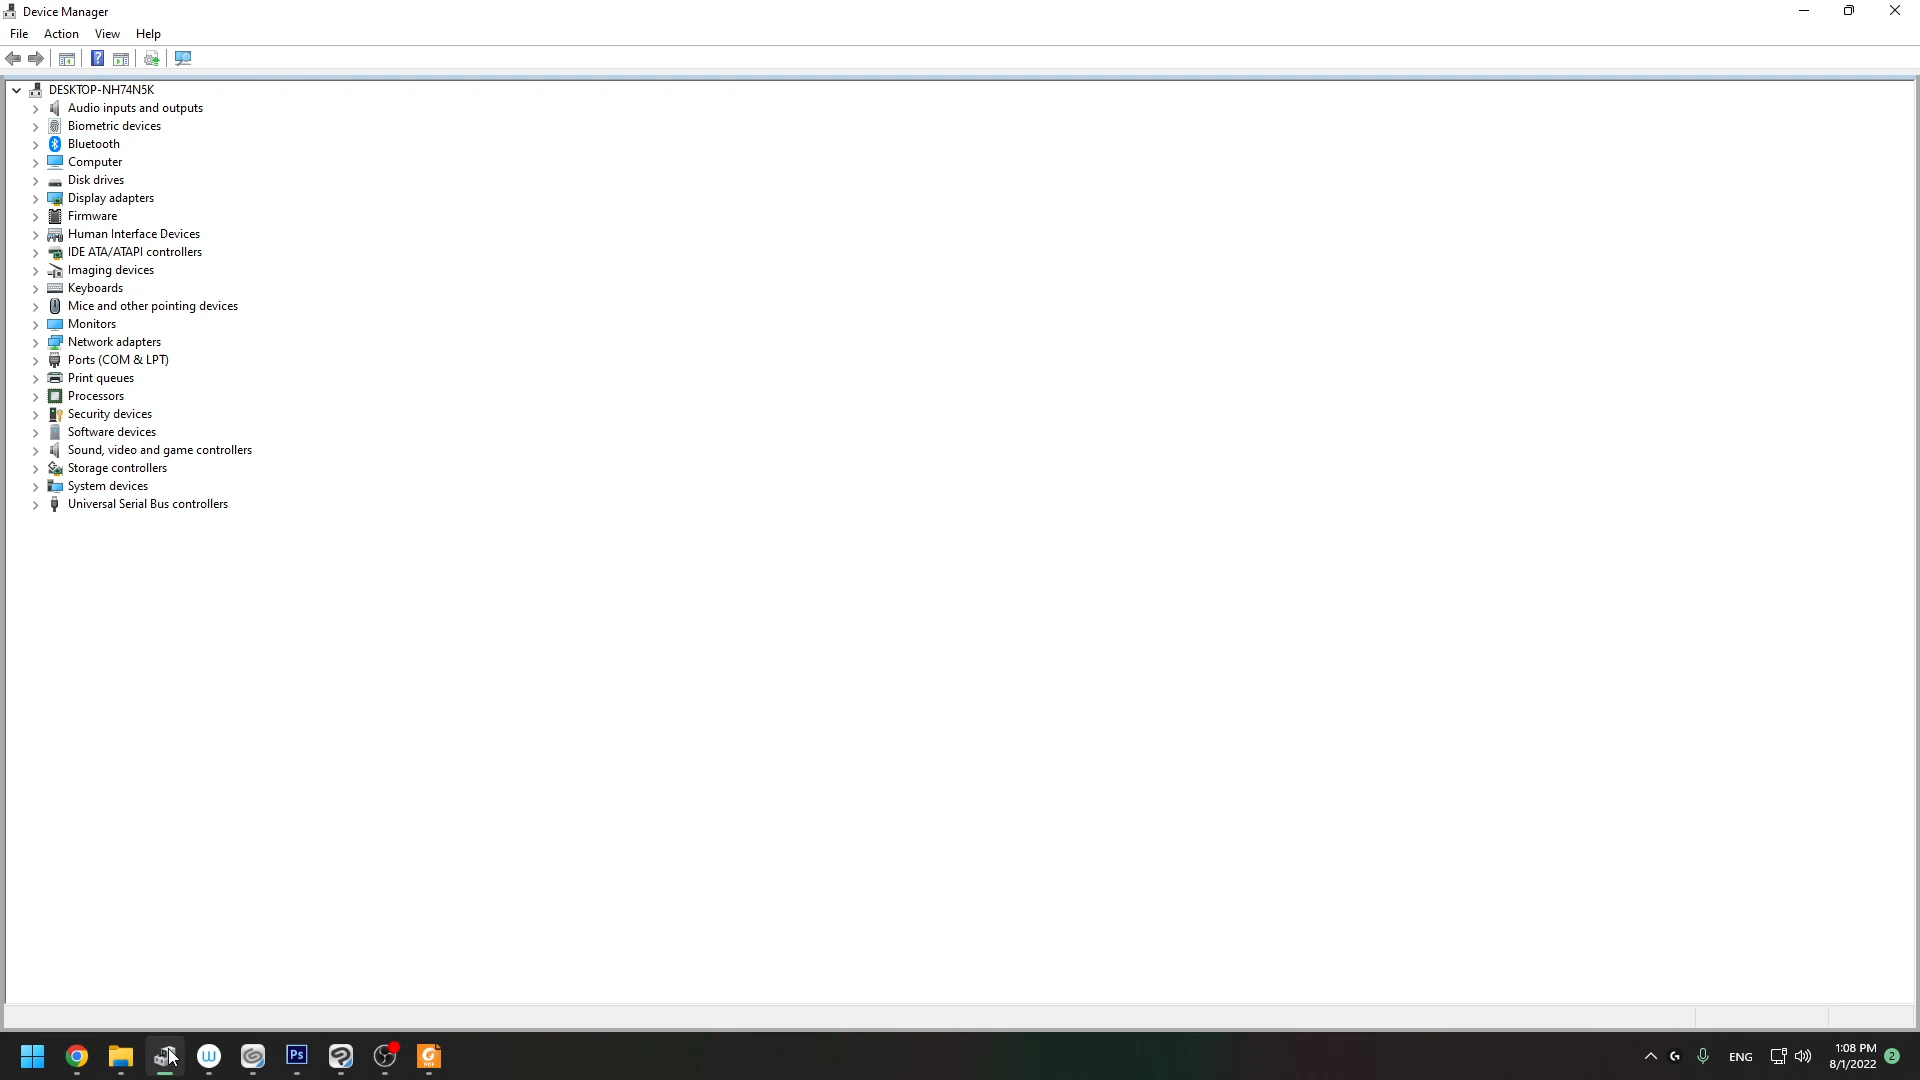 Device Manager
File Action View Help
DESKTOP-NH74N5K
Audio inputs and outputs
Biometric devices
Bluetooth
Computer
Disk drives
Display adapters
Firmware
Human Interface Devices
IDE ATA/ATAPI controllers
Imaging devices
Keyboards
Mice and other pointing devices
Monitors
Network adapters
Ports (COM & LPT)
Print queues
Processors
Security devices
Software devices
Sound, video and game controllers
Storage controllers
System devices
Universal Serial Bus controllers
Ps
PDF
ENG
1:08 PM
8/1/2022
2